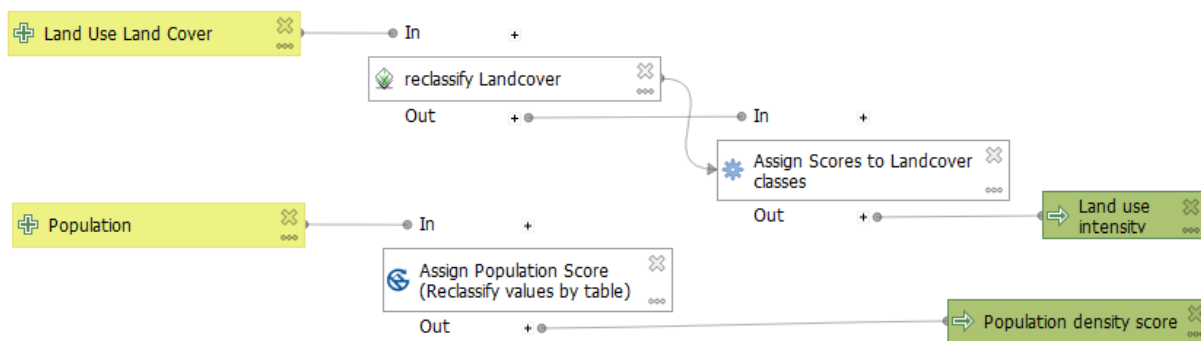 Land Use Land Cover
In +
reclassify Landcover
Out +
In +
Assign Scores to Landcover
classes
Out +
Land use
intensity
Population
In +
Assign Population Score
(Reclassify values by table)
Out +
Population density score